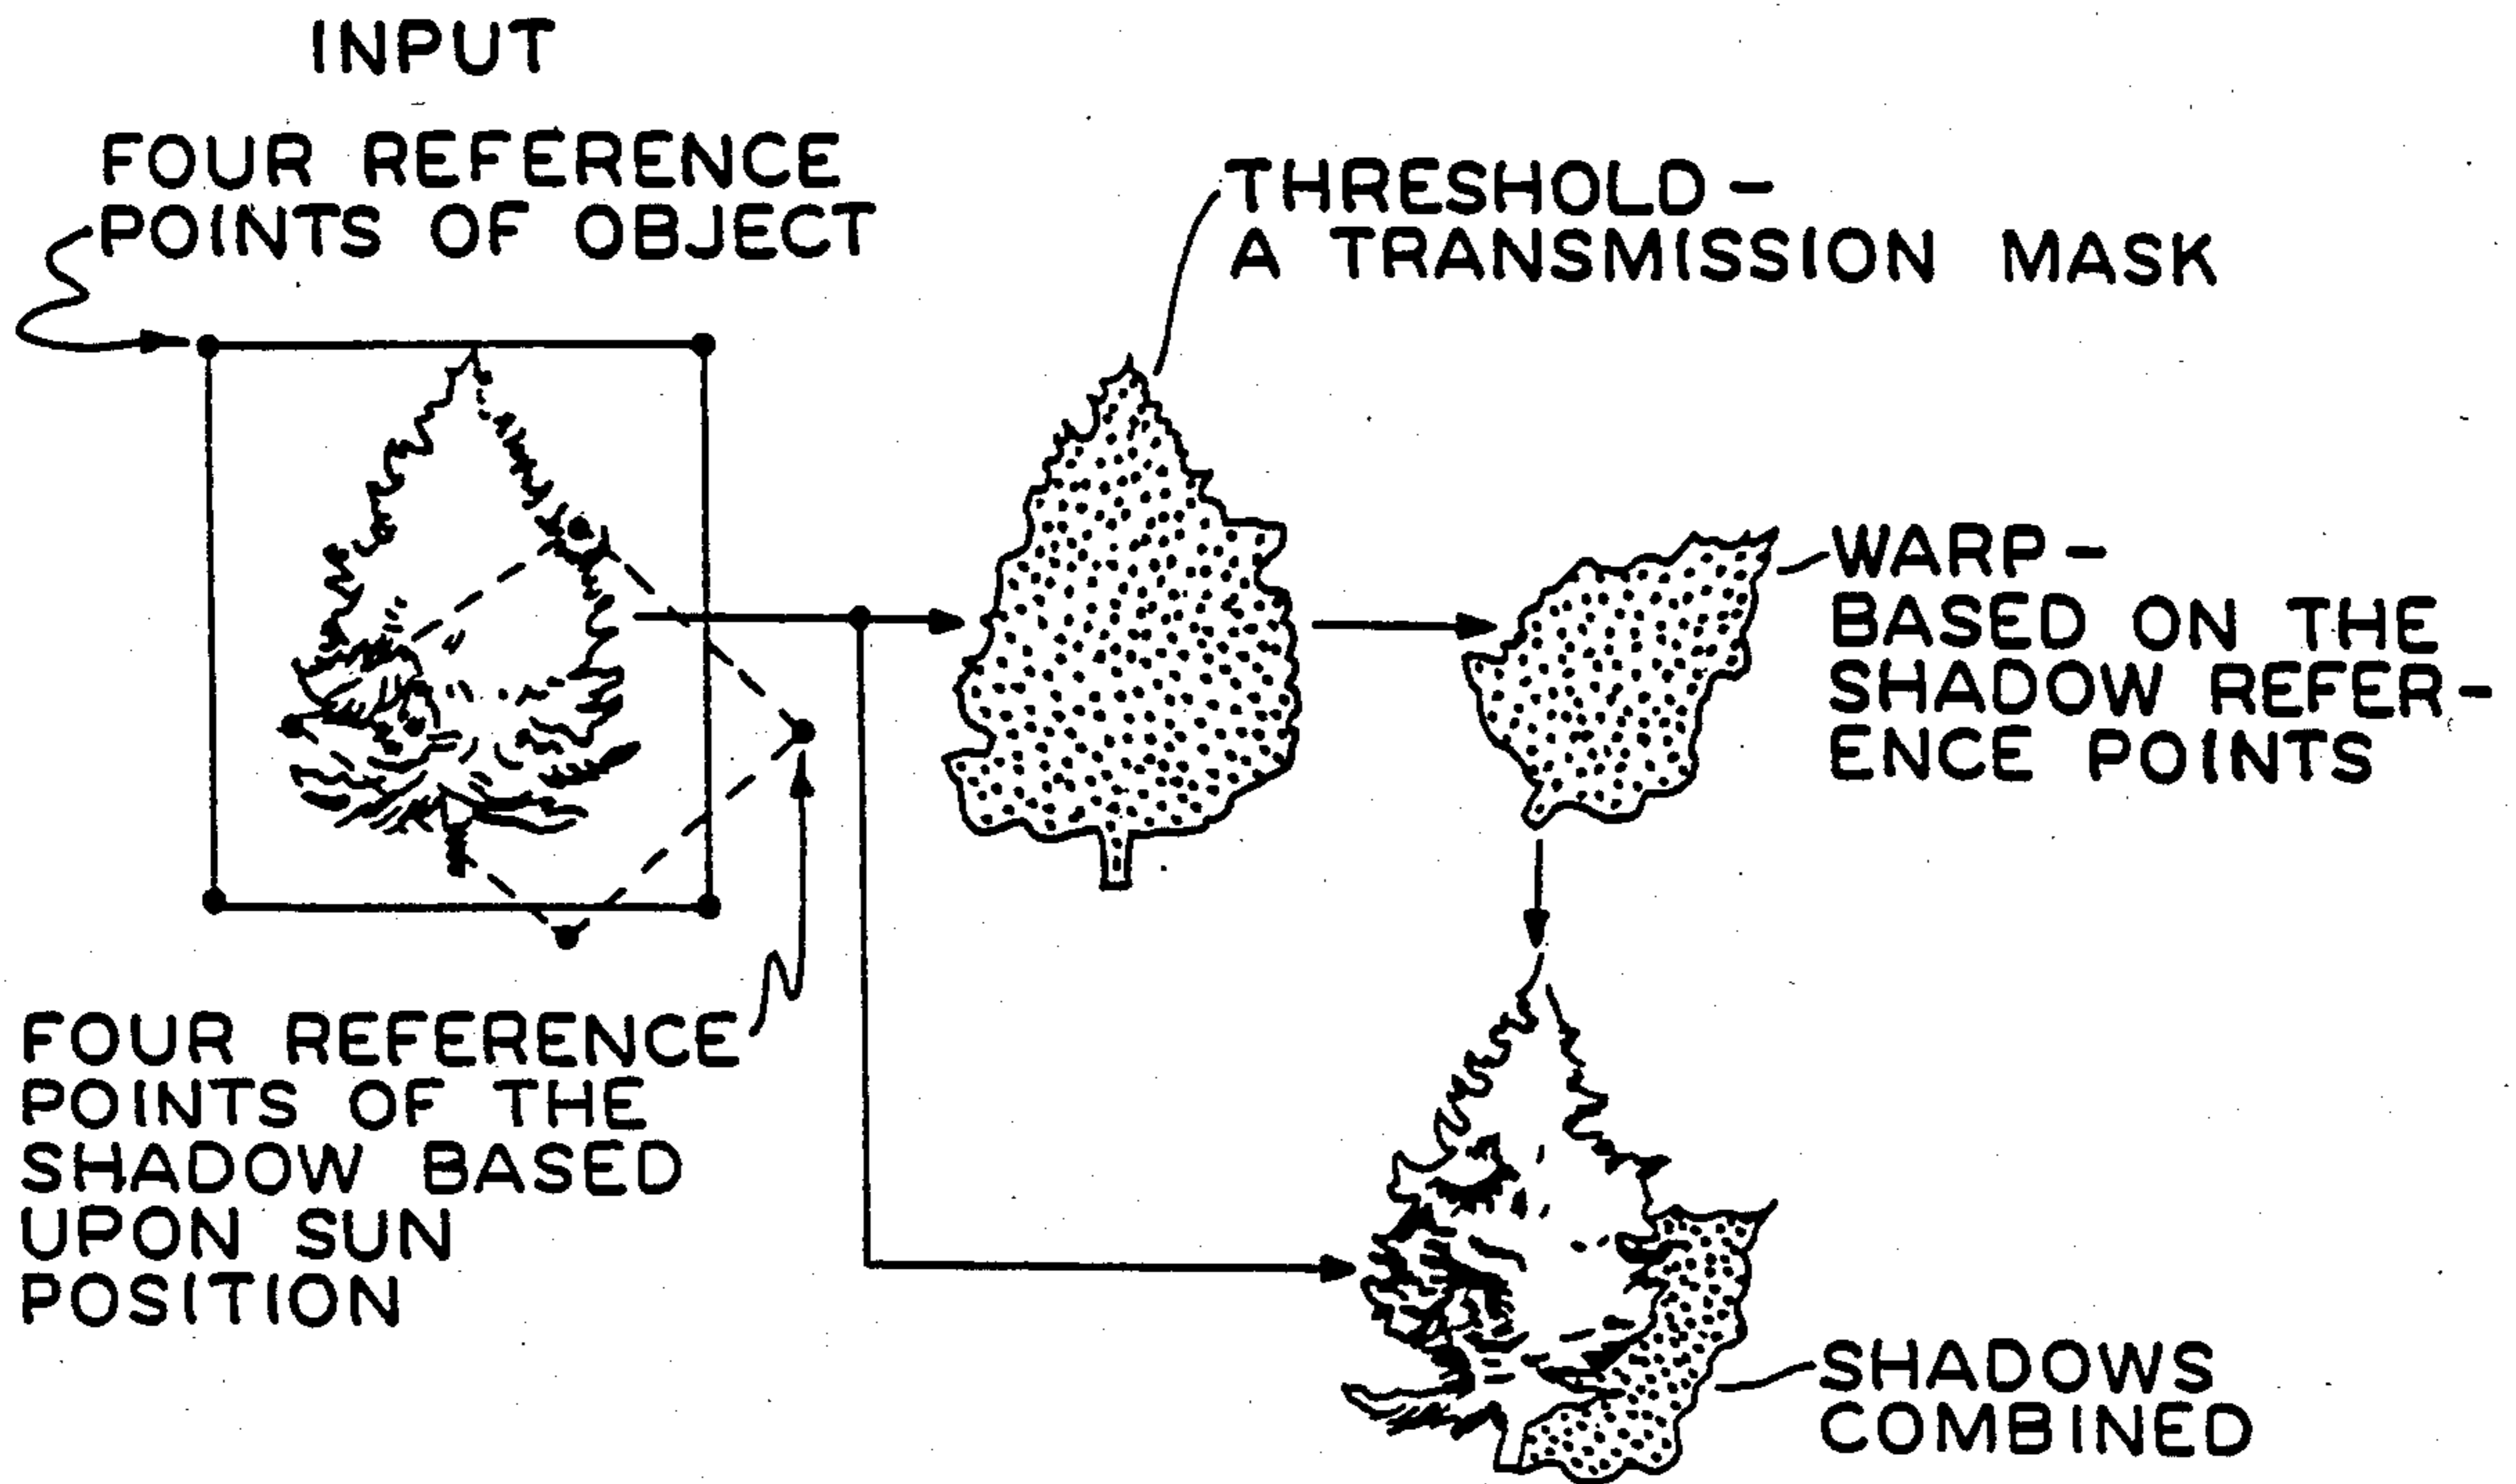 INPUT
FOUR REFERENCE
POINTS OF OBJECT
THRESHOLD –
A TRANSMISSION MASK
WARP –
BASED ON THE
SHADOW REFER –
ENCE POINTS
FOUR REFERENCE
POINTS OF THE
SHADOW BASED
UPON SUN
POSITION
SHADOWS
COMBINED